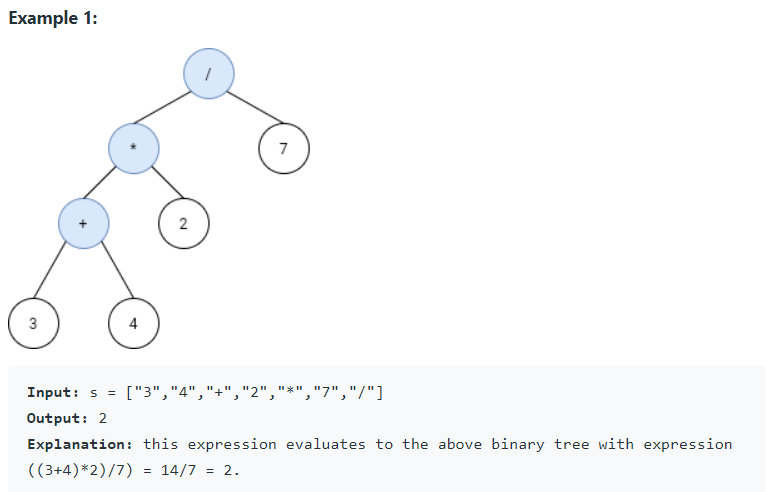 Example 1:
/
*
7
+
2
3
4
Input: s = ["3","4","+","2","*","7","/"]
Output: 2
Explanation: this expression evaluates to the above binary tree with expression
((3+4)*2)/7) = 14/7 = 2.